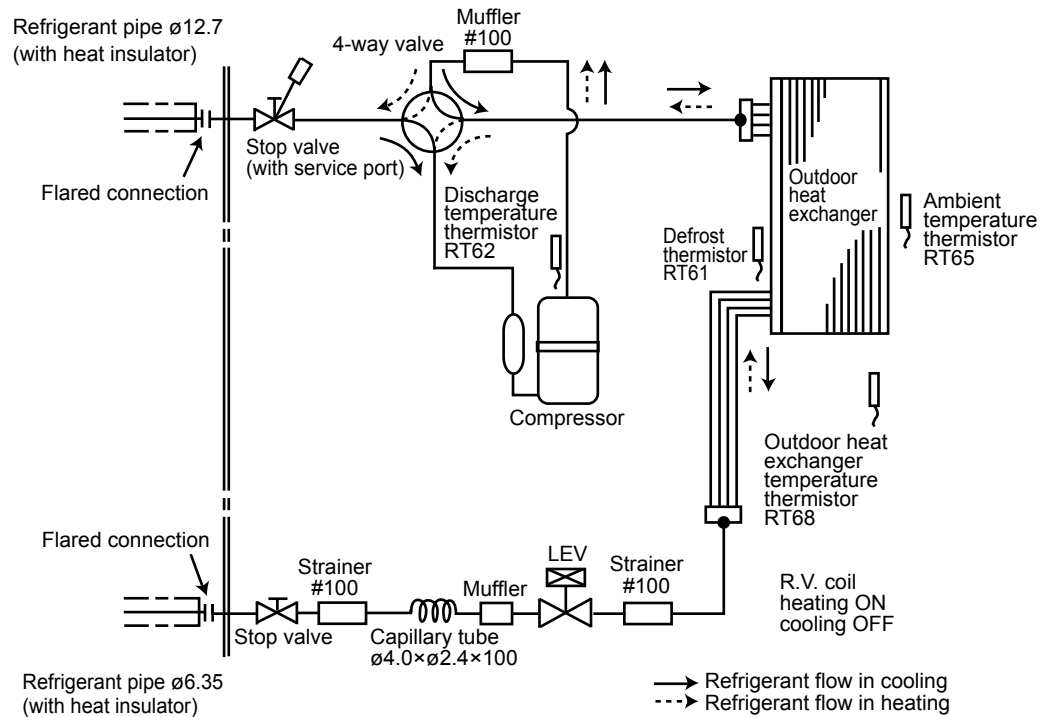 Refrigerant pipe ø12.7
(with heat insulator)
4-way valve
Muffler
#100
Stop valve
(with service port)
Flared connection
Discharge
temperature
thermistor
RT62
Outdoor
heat
exchanger
Defrost
thermistor
RT61
Ambient
temperature
thermistor
RT65
Compressor
Outdoor heat
exchanger
temperature
thermistor
RT68
Flared connection
Strainer
#100
Muffler
LEV
Strainer
#100
Stop valve
Capillary tube
ø4.0×ø2.4×100
R.V. coil
heating ON
cooling OFF
Refrigerant pipe ø6.35
(with heat insulator)
Refrigerant flow in cooling
Refrigerant flow in heating